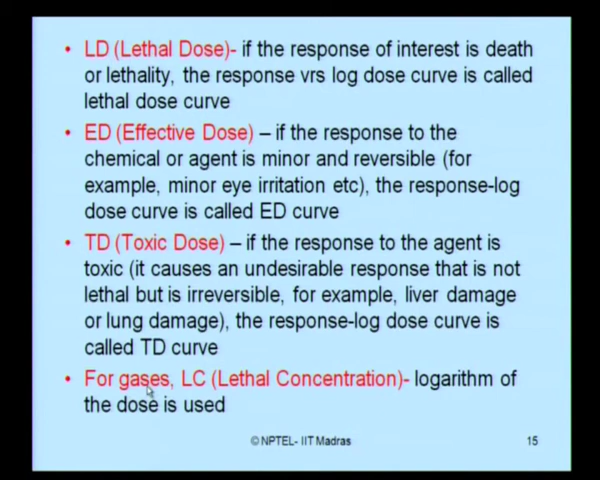 • LD (Lethal Dose)- if the response of interest is death
or lethality, the response vrs log dose curve is called
lethal dose curve
• ED (Effective Dose) – if the response to the
chemical or agent is minor and reversible (for
example, minor eye irritation etc), the response-log
dose curve is called ED curve
• TD (Toxic Dose) – if the response to the agent is
toxic (it causes an undesirable response that is not
lethal but is irreversible, for example, liver damage
or lung damage), the response-log dose curve is
called TD curve
• For gases, LC (Lethal Concentration)- logarithm of
the dose is used
© NPTEL- IIT Madras
15